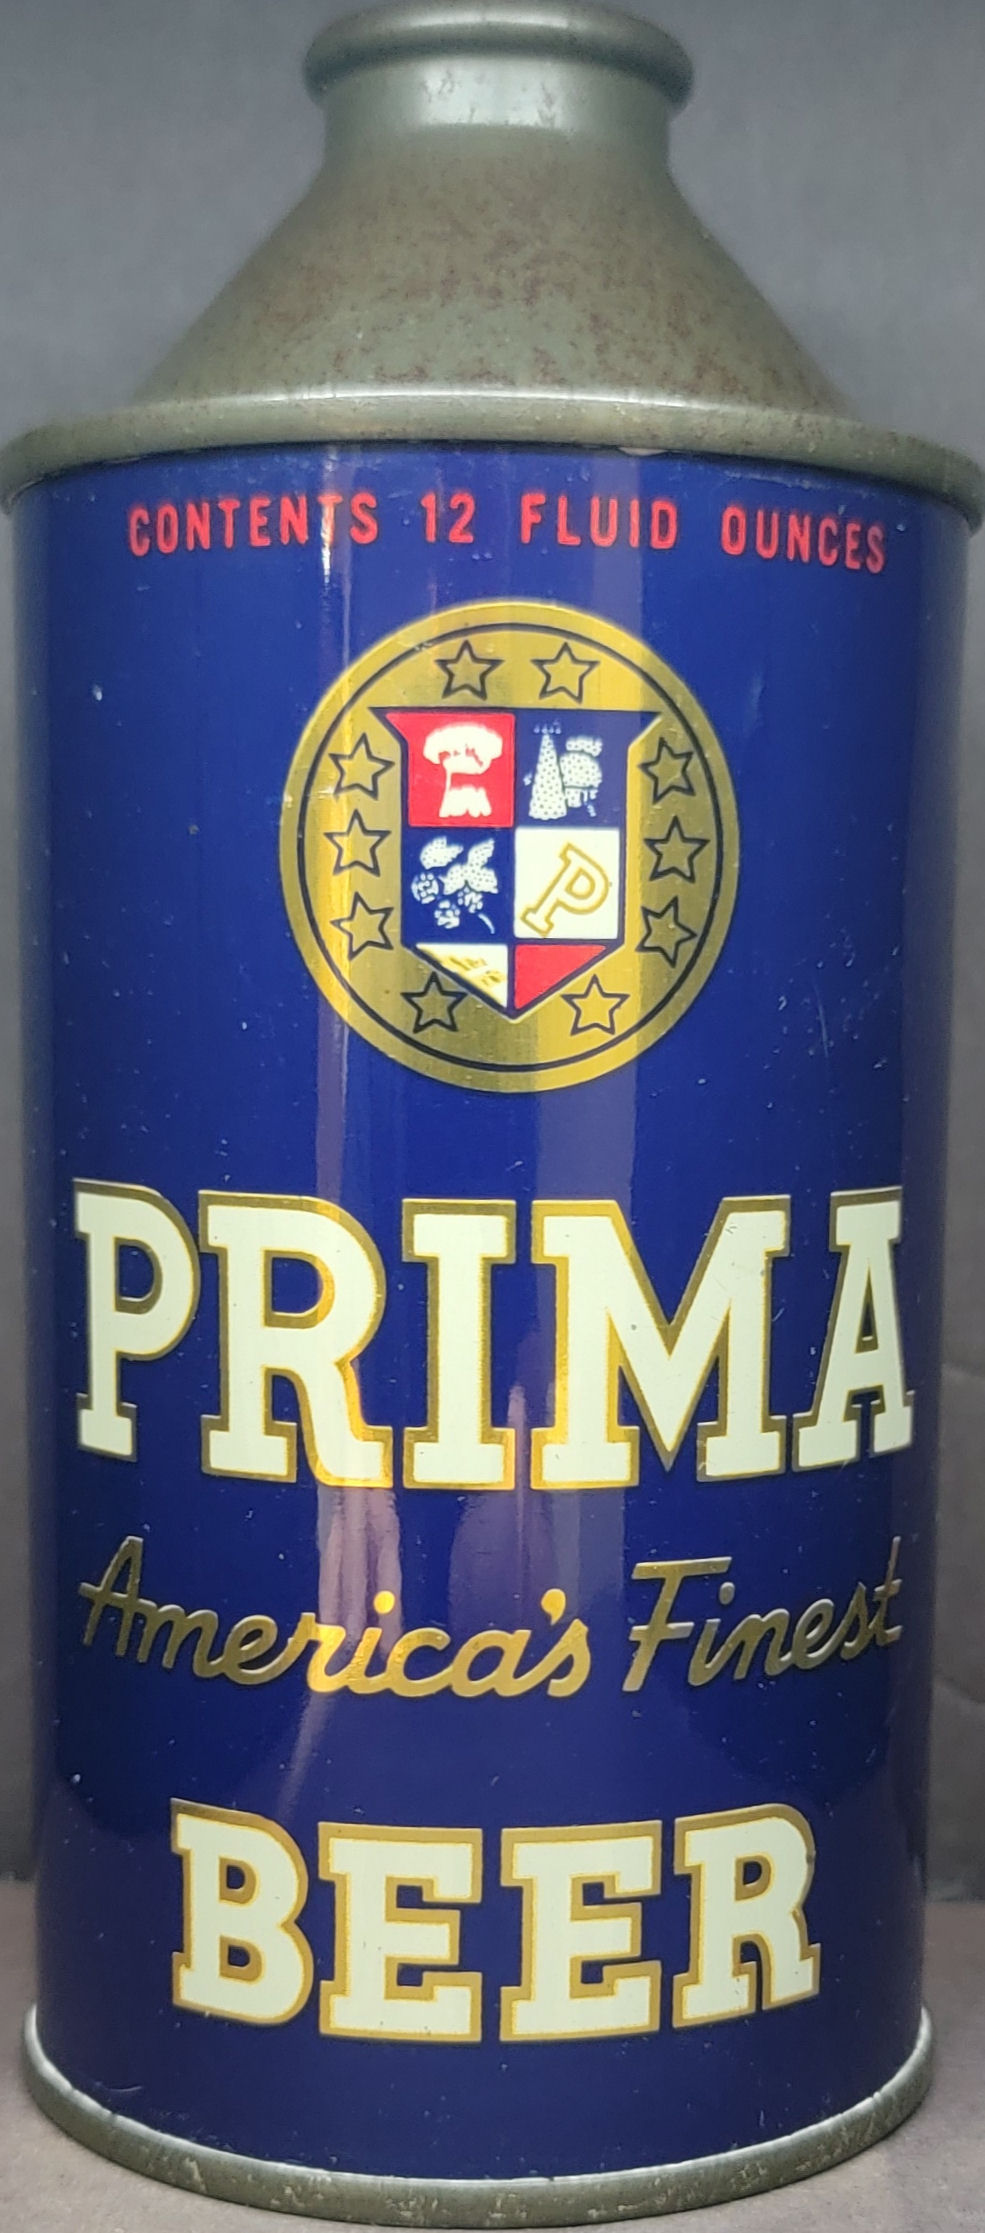 CONTENTS 12 FLUID OUNCES
P
PRIMA
America's Finest
BEER